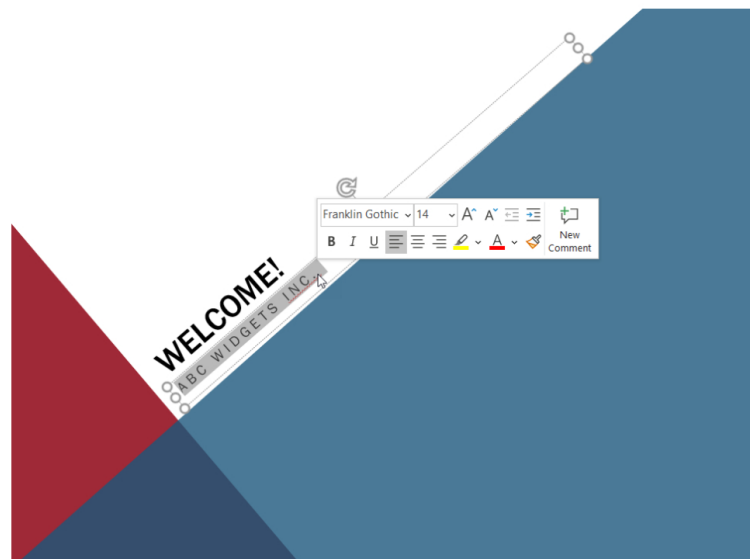 Franklin Gothic 14 A A
New
B I U A Comment
WELCOME!
ABC WIDGETS INC.